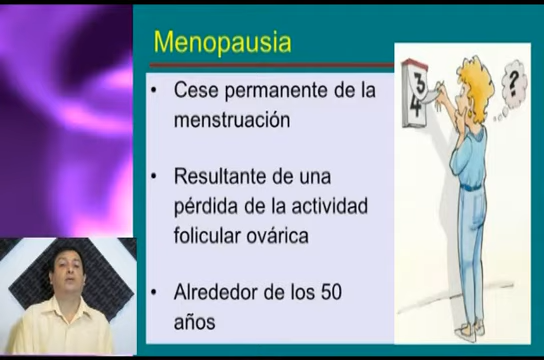 Menopausia
• Cese permanente de la
menstruación
• Resultante de una
pérdida de la actividad
folicular ovárica
• Alrededor de los 50
años
3
4
?